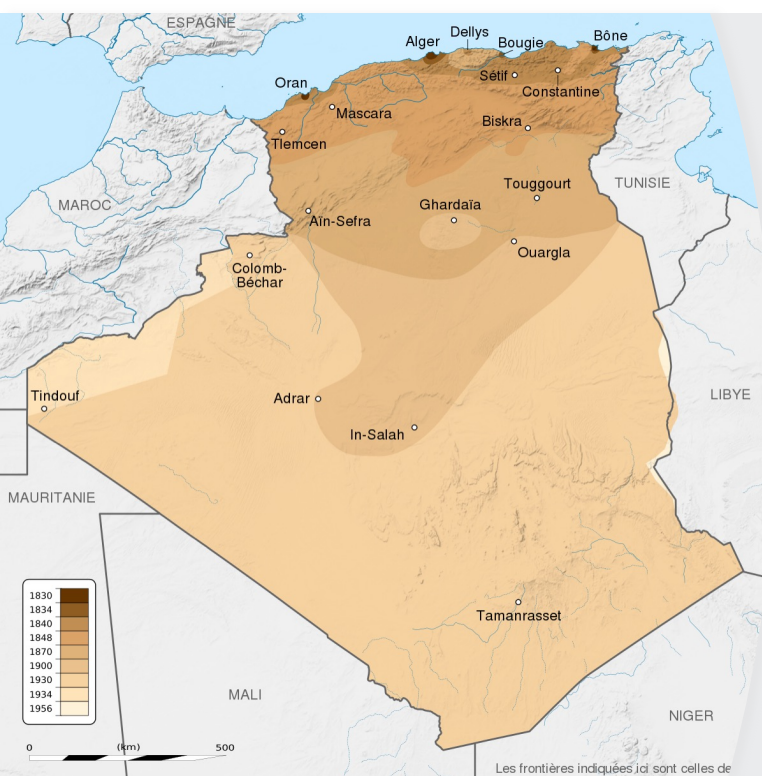 ESPAGNE
Dellys
Bône
Alger
Bougie
Sétif
Oran
Constantine
Mascara
Biskra
Tlemcen
Touggourt
TUNISIE
MAROC
Ghardaïa
Aïn-Sefra
Ouargla
Colomb-
Béchar
Tindouf
Adrar
LIBYE
In-Salah
MAURITANIE
1830
1834
1840
1848
1870
1900
1930
1934
1956
Tamanrasset
MALI
NIGER
0 (km) 500
Les frontières indiquées ici sont celles de